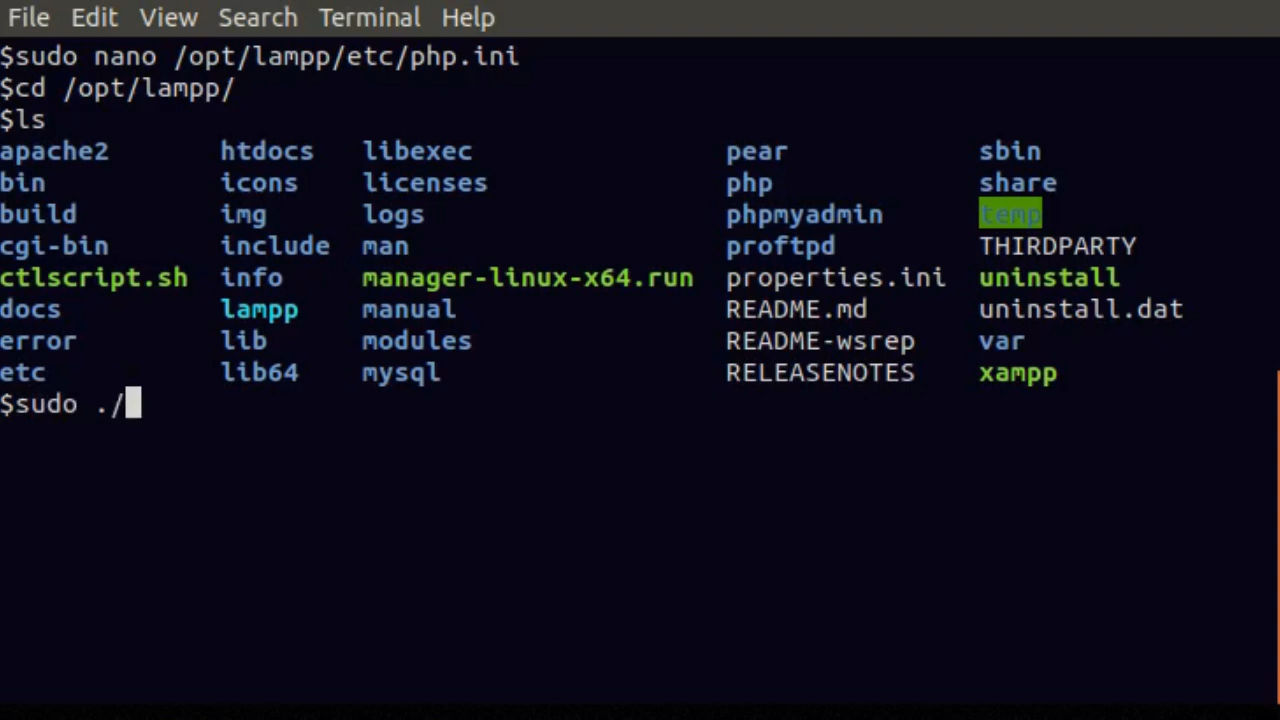 File Edit View Search Terminal Help
$sudo nano /opt/lampp/etc/php.ini
$cd /opt/lampp/
$ls
apache2 htdocs libexec pear sbin
bin icons licenses php share
build img logs phpmyadmin temp
cgi-bin include man proftpd THIRDPARTY
ctlscript.sh info manager-linux-x64.run properties.ini uninstall
docs lampp manual README.md uninstall.dat
error lib modules README-wsrep var
etc lib64 mysql RELEASENOTES xampp
$sudo ./